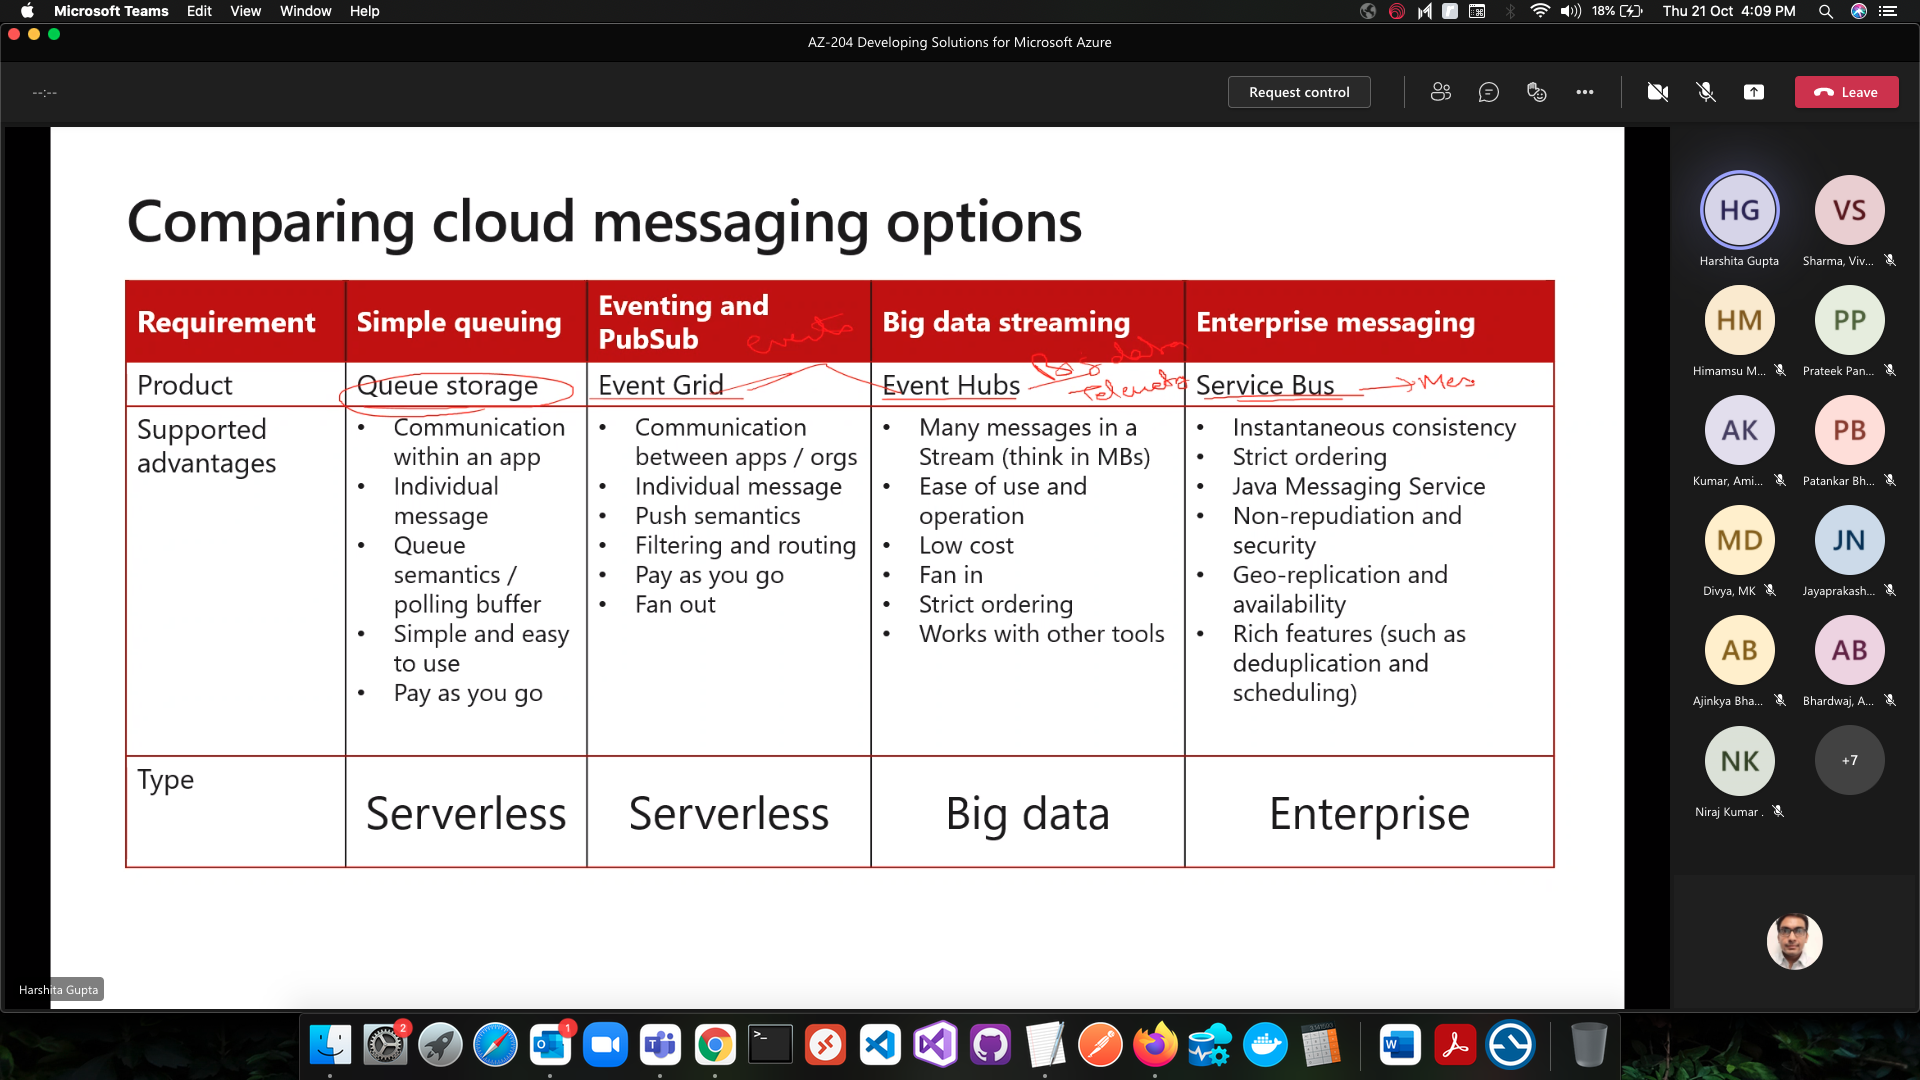 Microsoft Teams Edit View Window Help 18% Thu 21 Oct 4:09 PM
AZ-204 Developing Solutions for Microsoft Azure
--:-- Request control Leave
Comparing cloud messaging options
Requirement
Simple queuing
Eventing and
PubSub
events
Big data streaming
Enterprise messaging
Product
Queue storage
Event Grid
Event Hubs
Big data
Service Bus
Mes
Supported
advantages
• Communication
within an app
• Individual
message
• Queue
semantics /
polling buffer
• Simple and easy
to use
• Pay as you go
• Communication
between apps / orgs
• Individual message
• Push semantics
• Filtering and routing
• Pay as you go
• Fan out
• Many messages in a
Stream (think in MBs)
• Ease of use and
operation
• Low cost
• Fan in
• Strict ordering
• Works with other tools
• Instantaneous consistency
• Strict ordering
• Java Messaging Service
• Non-repudiation and
security
• Geo-replication and
availability
• Rich features (such as
deduplication and
scheduling)
Type
Serverless
Serverless
Big data
Enterprise
HG VS
Harshita Gupta Sharma, Viv...
HM PP
Himamsu M... Prateek Pan...
AK PB
Kumar, Ami... Patankar Bh...
MD JN
Divya, MK Jayaprakash...
AB AB
Ajinkya Bha... Bhardwaj, A...
NK +7
Niraj Kumar .
Harshita Gupta
2
1
>_
W